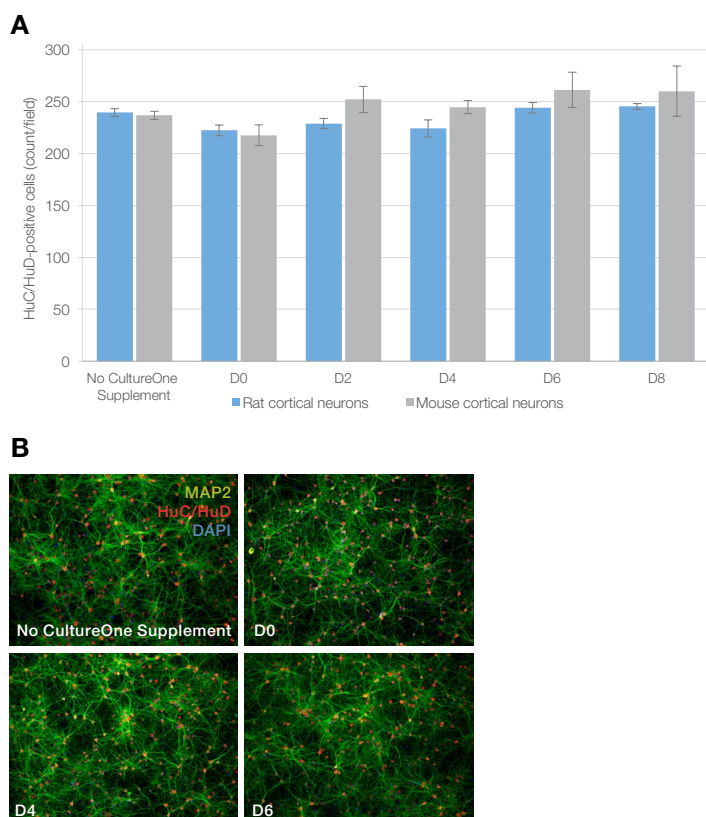 A
HuC/HuD-positive cells (count/field)
300
250
200
150
100
50
0
No CultureOne
Supplement
D0
D2
D4
D6
D8
Rat cortical neurons
Mouse cortical neurons
B
MAP2
HuC/HuD
DAPI
No CultureOne Supplement
D0
D4
D6